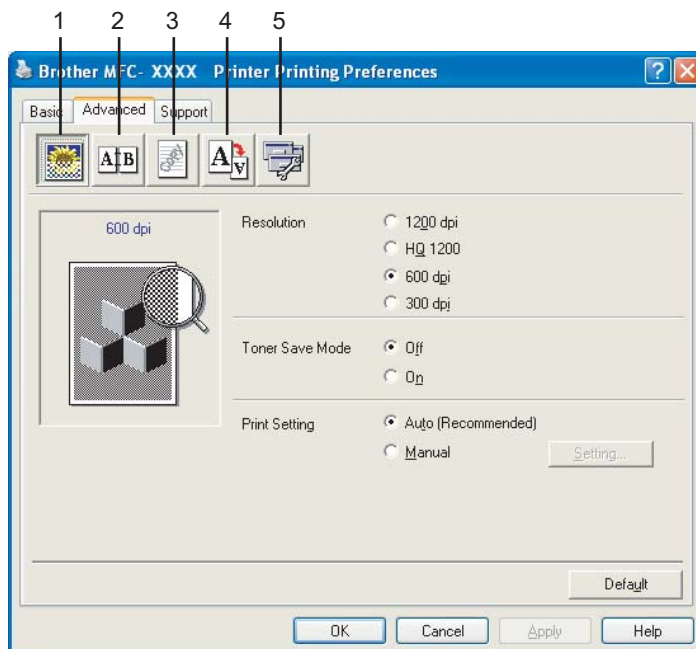 1 2 3 4 5
Brother MFC- XXXX Printer Printing Preferences
Basic Advanced Support
A B COPY A A
600 dpi
Resolution
1200 dpi
HQ 1200
600 dpi
300 dpi
Toner Save Mode
Off
On
Print Setting
Auto (Recommended)
Manual
Setting...
Default
OK Cancel Apply Help